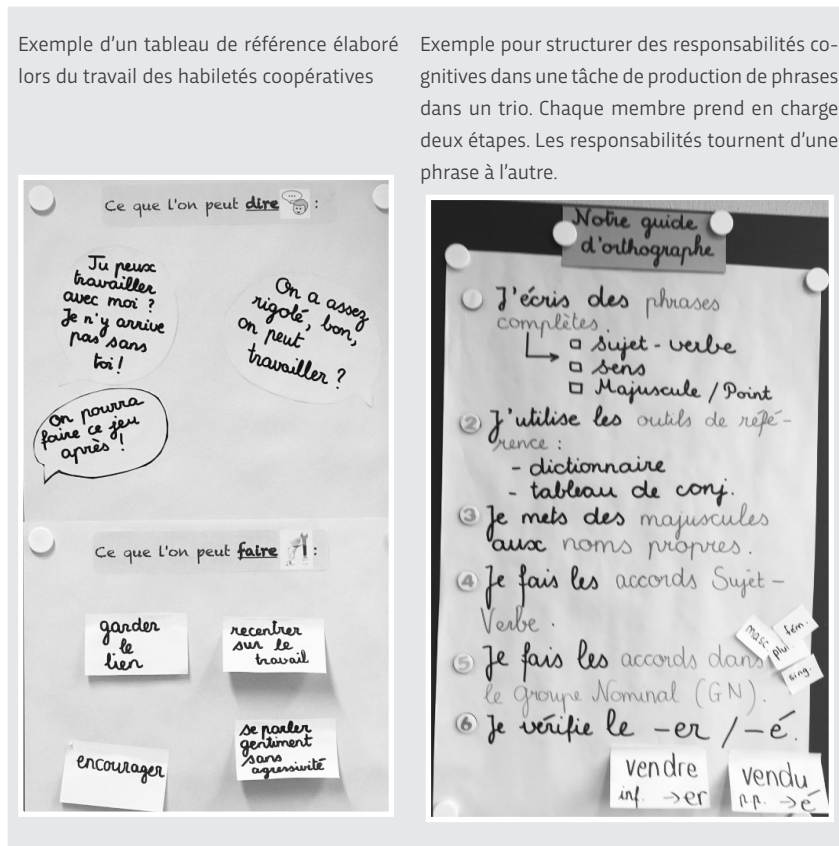 Exemple d'un tableau de référence élaboré
lors du travail des habiletés coopératives
Exemple pour structurer des responsabilités co-
gnitives dans une tâche de production de phrases
dans un trio. Chaque membre prend en charge
deux étapes. Les responsabilités tournent d'une
phrase à l'autre.
Ce que l'on peut dire :
Tu peux
travailler
avec moi ?
Je n'y arrive
pas sans
toi !
On a assez
rigolé, bon,
on peut
travailler ?
On pourra
faire ce jeu
après !
Ce que l'on peut faire :
garder
le
lien
recentrer
sur le
travail
encourager
se parler
gentiment
sans
agressivité
Notre guide
d'orthographe
① J'écris des phrases
complètes.
□ Sujet - verbe
□ sens
□ Majuscule / Point
② J'utilise les outils de réfé-
rence :
- dictionnaire
- tableau de conj.
③ Je mets des majuscules
aux noms propres.
④ Je fais les accords Sujet -
Verbe.
⑤ Je fais les accords dans
le Groupe Nominal (GN).
masc.
fém.
plu.
sing.
⑥ Je vérifie le -er / -é.
vendre
inf. → er
vendu
p.p. → é